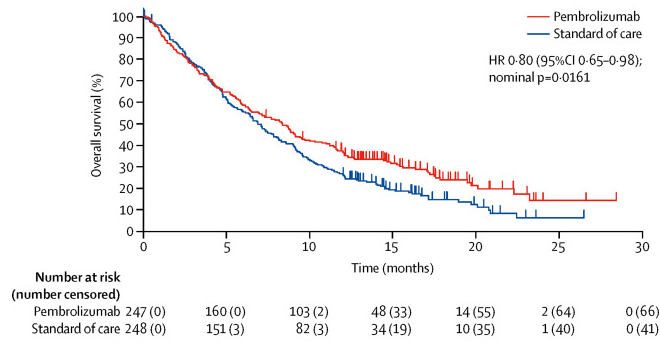 Pembrolizumab
Standard of care
HR 0·80 (95%CI 0·65–0·98);
nominal p=0·0161
Overall survival (%)
100
90
80
70
60
50
40
30
20
10
0
0 5 10 15 20 25 30
Time (months)
Number at risk
(number censored)
Pembrolizumab 247 (0) 160 (0) 103 (2) 48 (33) 14 (55) 2 (64) 0 (66)
Standard of care 248 (0) 151 (3) 82 (3) 34 (19) 10 (35) 1 (40) 0 (41)